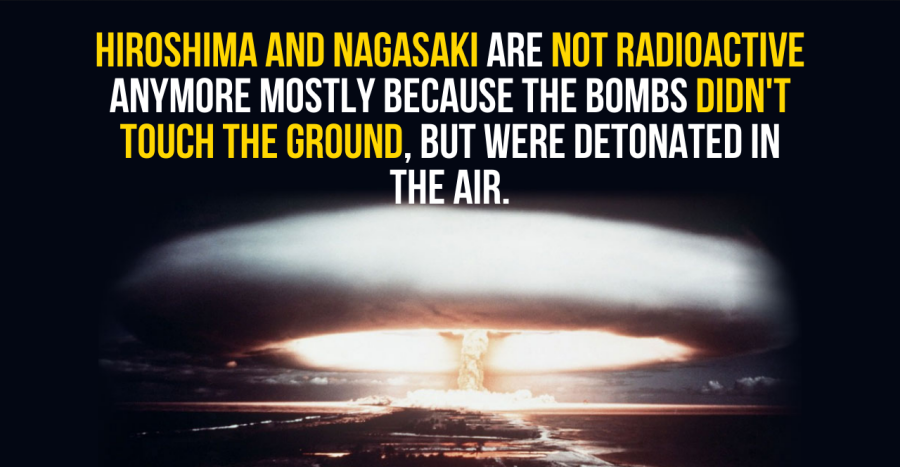 HIROSHIMA AND NAGASAKI ARE NOT RADIOACTIVE
ANYMORE MOSTLY BECAUSE THE BOMBS DIDN'T
TOUCH THE GROUND, BUT WERE DETONATED IN
THE AIR.